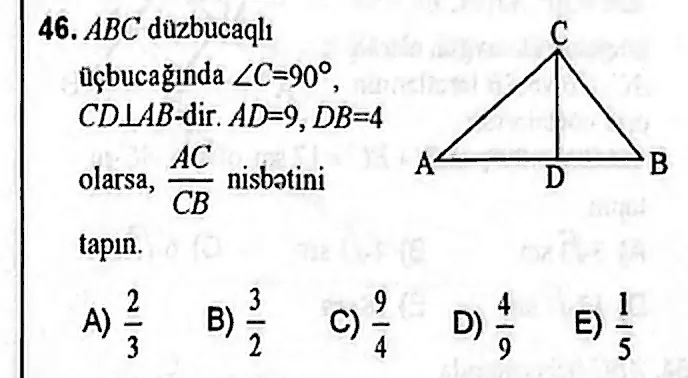 46. ABC düzbucaqlı
üçbucağında ∠C=90°,
CD⊥AB-dir. AD=9, DB=4
olarsa, AC/CB nisbətini
tapın.
C
A D B
A) 2/3 B) 3/2 C) 9/4 D) 4/9 E) 1/5